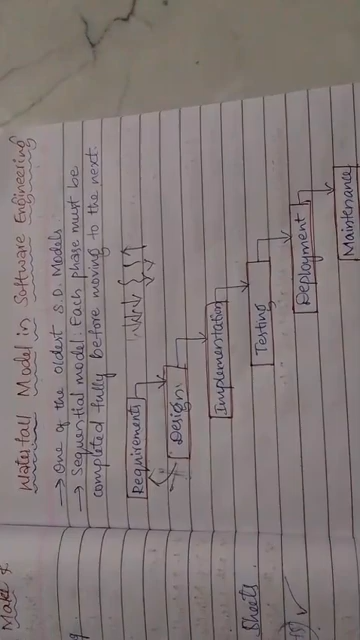 Waterfall Model in Software Engineering
→ One of the oldest S.D. Models
→ Sequential model. Each phase must be
completed fully before moving to the next.
Requirements
Design
Implementation
Testing
Deployment
Maintenance
Make
Sheets